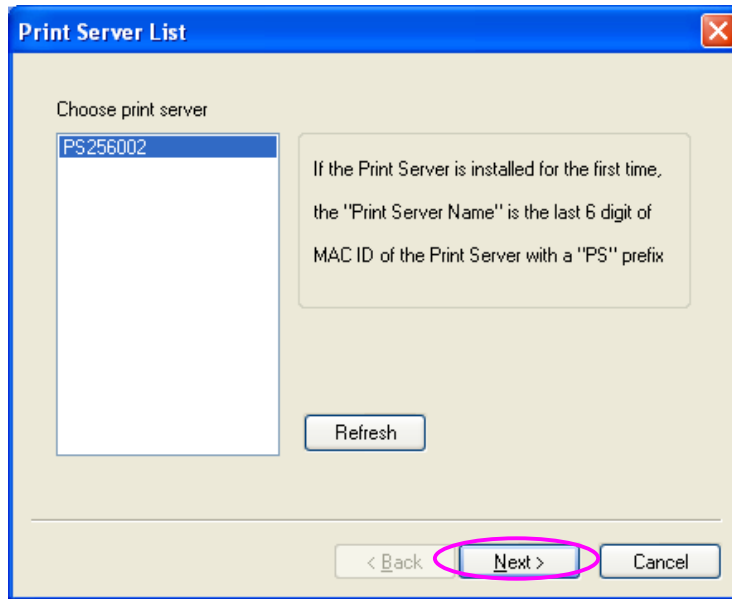 Print Server List
Choose print server
PS256002
If the Print Server is installed for the first time,
the "Print Server Name" is the last 6 digit of
MAC ID of the Print Server with a "PS" prefix
Refresh
< Back
Next >
Cancel